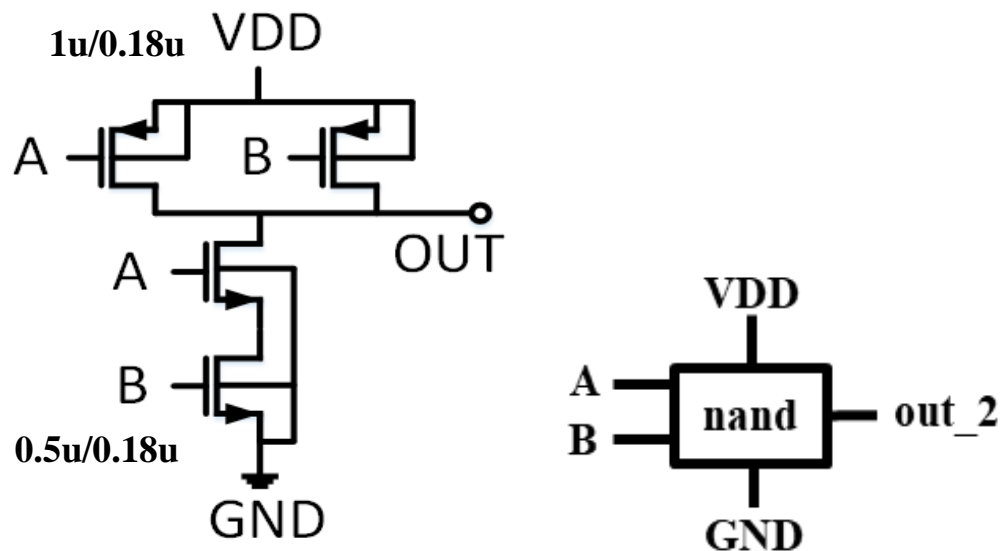 1u/0.18u VDD
A
B
OUT
A
B
0.5u/0.18u
GND
VDD
A
nand
out_2
B
GND